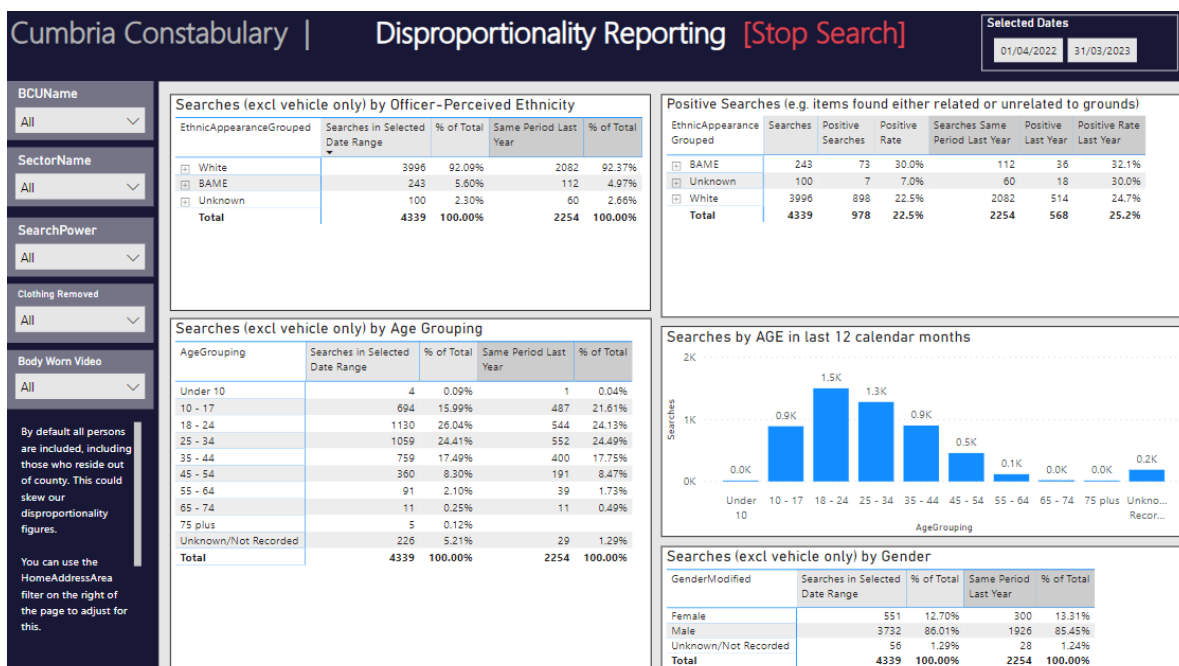 Cumbria Constabulary | Disproportionality Reporting [Stop Search]
Selected Dates
01/04/2022 31/03/2023
BCUName
All
SectorName
All
SearchPower
All
Clothing Removed
All
Body Worn Video
All
By default all persons
are included, including
those who reside out
of county. This could
skew our
disproportionality
figures.
You can use the
HomeAddressArea
filter on the right of
the page to adjust for
this.
Searches (excl vehicle only) by Officer-Perceived Ethnicity
EthnicAppearanceGrouped Searches in Selected % of Total Same Period Last % of Total
Date Range Year
White 3996 92.09% 2082 92.37%
BAME 243 5.60% 112 4.97%
Unknown 100 2.30% 60 2.66%
Total 4339 100.00% 2254 100.00%
Positive Searches (e.g. items found either related or unrelated to grounds)
EthnicAppearance Searches Positive Positive Searches Same Positive Positive Rate
Grouped Searches Rate Period Last Year Last Year Last Year
BAME 243 73 30.0% 112 36 32.1%
Unknown 100 7 7.0% 60 18 30.0%
White 3996 898 22.5% 2082 514 24.7%
Total 4339 978 22.5% 2254 568 25.2%
Searches (excl vehicle only) by Age Grouping
AgeGrouping Searches in Selected % of Total Same Period Last % of Total
Date Range Year
Under 10 4 0.09% 1 0.04%
10 - 17 694 15.99% 487 21.61%
18 - 24 1130 26.04% 544 24.13%
25 - 34 1059 24.41% 552 24.49%
35 - 44 759 17.49% 400 17.75%
45 - 54 360 8.30% 191 8.47%
55 - 64 91 2.10% 39 1.73%
65 - 74 11 0.25% 11 0.49%
75 plus 5 0.12%
Unknown/Not Recorded 226 5.21% 29 1.29%
Total 4339 100.00% 2254 100.00%
Searches by AGE in last 12 calendar months
2K
1K
0K
Searches
0.0K 0.9K 1.5K 1.3K 0.9K 0.5K 0.1K 0.0K 0.0K 0.2K
Under 10 - 17 18 - 24 25 - 34 35 - 44 45 - 54 55 - 64 65 - 74 75 plus Unkno...
10 Recor...
AgeGrouping
Searches (excl vehicle only) by Gender
GenderModified Searches in Selected % of Total Same Period % of Total
Date Range Last Year
Female 551 12.70% 300 13.31%
Male 3732 86.01% 1926 85.45%
Unknown/Not Recorded 56 1.29% 28 1.24%
Total 4339 100.00% 2254 100.00%